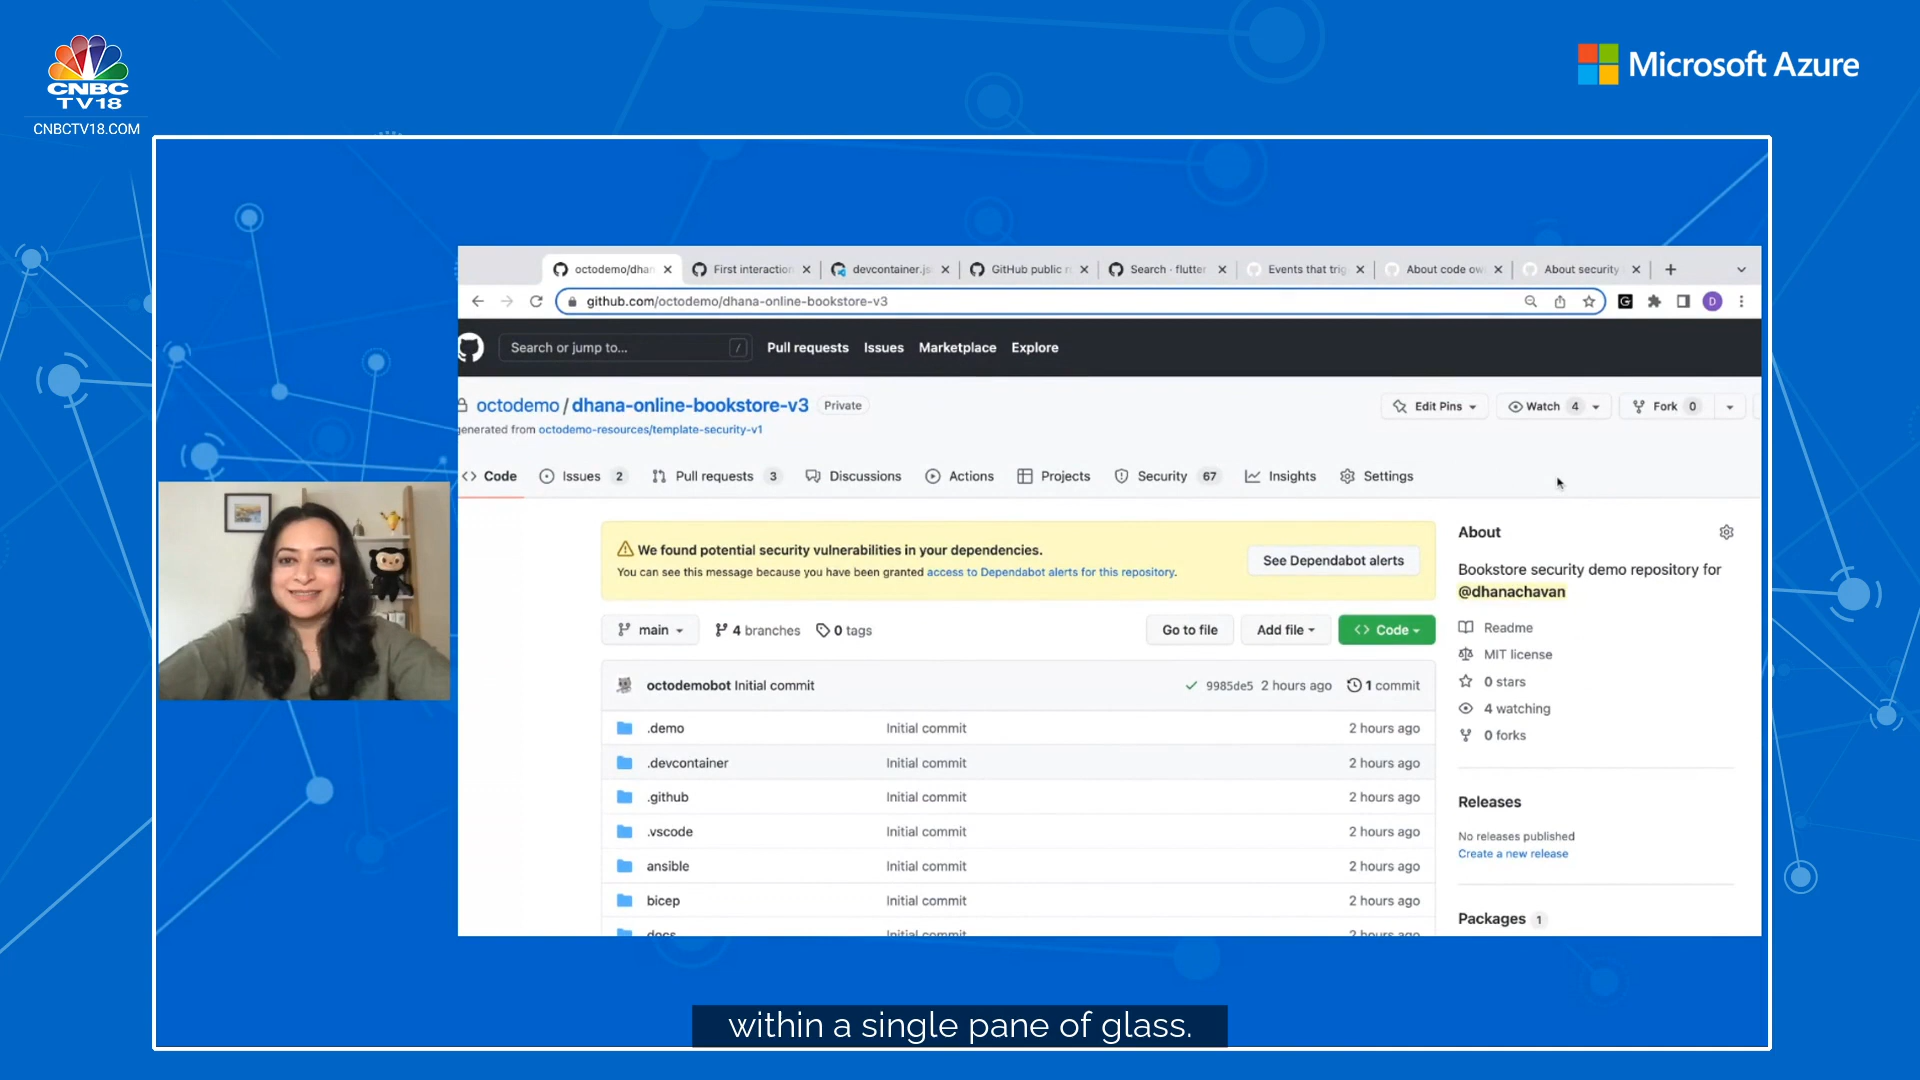 CNBC
TV18
CNBCTV18.COM
Microsoft Azure
octodemo/dhan
First interaction
devcontainer.js
GitHub public r
Search · flutter
Events that trig
About code ow
About security
github.com/octodemo/dhana-online-bookstore-v3
D
Search or jump to...
/
Pull requests
Issues
Marketplace
Explore
octodemo / dhana-online-bookstore-v3
Private
Edit Pins
Watch 4
Fork 0
generated from octodemo-resources/template-security-v1
<> Code
Issues 2
Pull requests 3
Discussions
Actions
Projects
Security 67
Insights
Settings
We found potential security vulnerabilities in your dependencies.
You can see this message because you have been granted access to Dependabot alerts for this repository.
See Dependabot alerts
main
4 branches
0 tags
Go to file
Add file
<> Code
octodemobot Initial commit
9985de5 2 hours ago
1 commit
.demo Initial commit 2 hours ago
.devcontainer Initial commit 2 hours ago
.github Initial commit 2 hours ago
.vscode Initial commit 2 hours ago
ansible Initial commit 2 hours ago
bicep Initial commit 2 hours ago
docs Initial commit 2 hours ago
About
Bookstore security demo repository for
@dhanachavan
Readme
MIT license
0 stars
4 watching
0 forks
Releases
No releases published
Create a new release
Packages 1
within a single pane of glass.